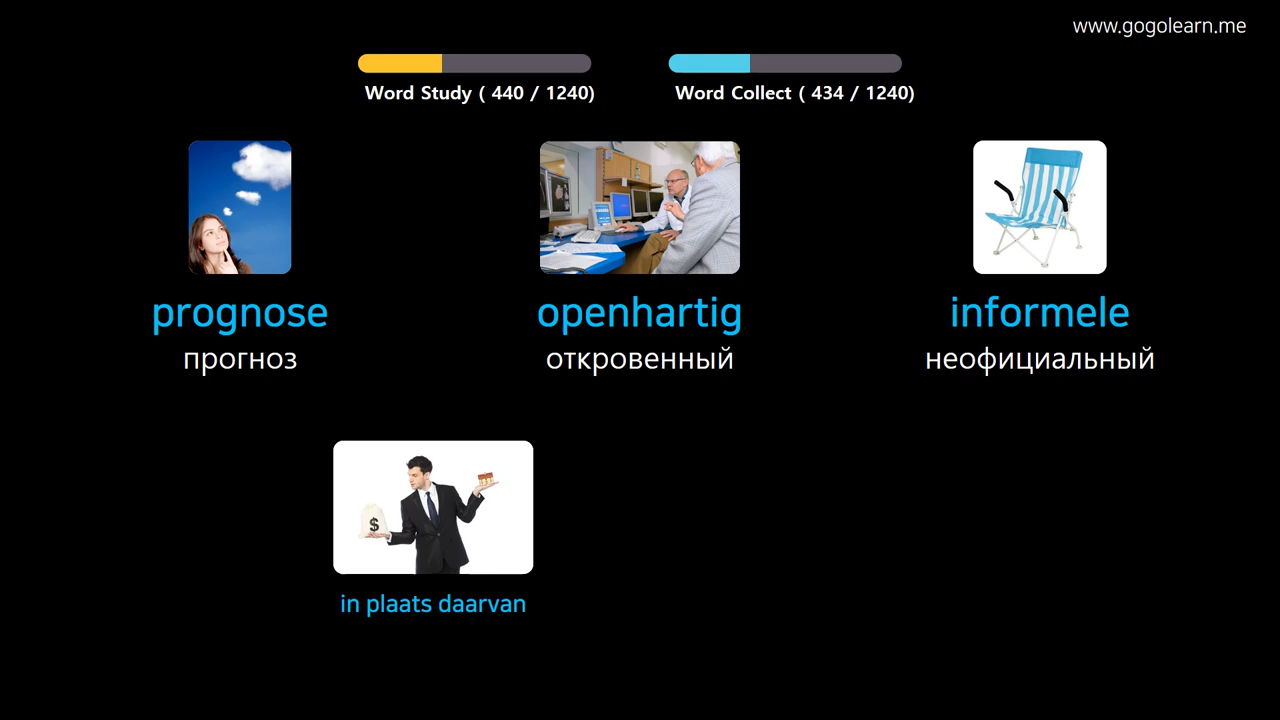 www.gogolearn.me
Word Study ( 440 / 1240)
Word Collect ( 434 / 1240)
prognose
openhartig
informele
прогноз
откровенный
неофициальный
$
in plaats daarvan